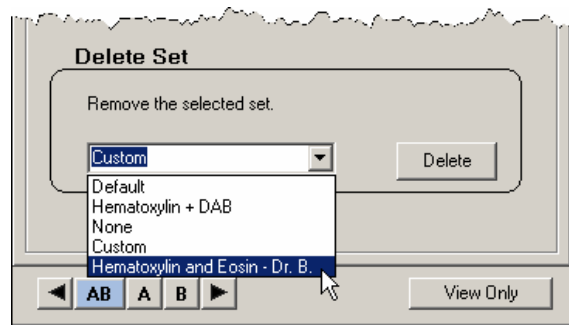 Delete Set
Remove the selected set.
Custom
Delete
Default
Hematoxylin + DAB
None
Custom
Hematoxylin and Eosin - Dr. B.
AB A B
View Only